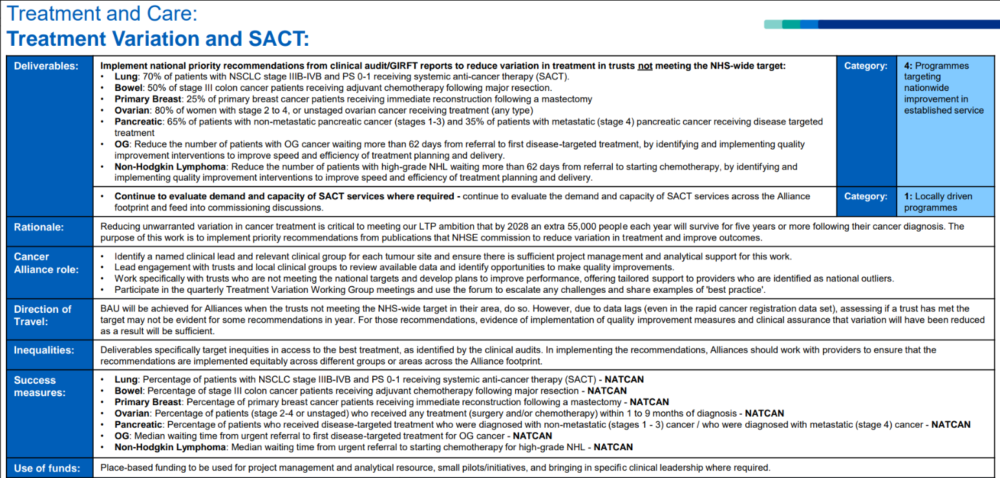 Treatment and Care:
Treatment Variation and SACT:
Deliverables:
Implement national priority recommendations from clinical audit/GIRFT reports to reduce variation in treatment in trusts not meeting the NHS-wide target:
• Lung: 70% of patients with NSCLC stage IIIB-IVB and PS 0-1 receiving systemic anti-cancer therapy (SACT).
• Bowel: 50% of stage III colon cancer patients receiving adjuvant chemotherapy following major resection.
• Primary Breast: 25% of primary breast cancer patients receiving immediate reconstruction following a mastectomy
• Ovarian: 80% of women with stage 2 to 4, or unstaged ovarian cancer receiving treatment (any type)
• Pancreatic: 65% of patients with non-metastatic pancreatic cancer (stages 1-3) and 35% of patients with metastatic (stage 4) pancreatic cancer receiving disease targeted
treatment
• OG: Reduce the number of patients with OG cancer waiting more than 62 days from referral to first disease-targeted treatment, by identifying and implementing quality
improvement interventions to improve speed and efficiency of treatment planning and delivery.
• Non-Hodgkin Lymphoma: Reduce the number of patients with high-grade NHL waiting more than 62 days from referral to starting chemotherapy, by identifying and
implementing quality improvement interventions to improve speed and efficiency of treatment planning and delivery.
Category:
4: Programmes
targeting
nationwide
improvement in
established service
• Continue to evaluate demand and capacity of SACT services where required - continue to evaluate the demand and capacity of SACT services across the Alliance
footprint and feed into commissioning discussions.
Category:
1: Locally driven
programmes
Rationale:
Reducing unwarranted variation in cancer treatment is critical to meeting our LTP ambition that by 2028 an extra 55,000 people each year will survive for five years or more following their cancer diagnosis. The
purpose of this work is to implement priority recommendations from publications that NHSE commission to reduce variation in treatment and improve outcomes.
Cancer
Alliance role:
• Identify a named clinical lead and relevant clinical group for each tumour site and ensure there is sufficient project management and analytical support for this work.
• Lead engagement with trusts and local clinical groups to review available data and identify opportunities to make quality improvements.
• Work specifically with trusts who are not meeting the national targets and develop plans to improve performance, offering tailored support to providers who are identified as national outliers.
• Participate in the quarterly Treatment Variation Working Group meetings and use the forum to escalate any challenges and share examples of 'best practice'.
Direction of
Travel:
BAU will be achieved for Alliances when the trusts not meeting the NHS-wide target in their area, do so. However, due to data lags (even in the rapid cancer registration data set), assessing if a trust has met the
target may not be evident for some recommendations in year. For those recommendations, evidence of implementation of quality improvement measures and clinical assurance that variation will have been reduced
as a result will be sufficient.
Inequalities:
Deliverables specifically target inequities in access to the best treatment, as identified by the clinical audits. In implementing the recommendations, Alliances should work with providers to ensure that the
recommendations are implemented equitably across different groups or areas across the Alliance footprint.
Success
measures:
• Lung: Percentage of patients with NSCLC stage IIIB-IVB and PS 0-1 receiving systemic anti-cancer therapy (SACT) - NATCAN
• Bowel: Percentage of stage III colon cancer patients receiving adjuvant chemotherapy following major resection - NATCAN
• Primary Breast: Percentage of primary breast cancer patients receiving immediate reconstruction following a mastectomy - NATCAN
• Ovarian: Percentage of patients (stage 2-4 or unstaged) who received any treatment (surgery and/or chemotherapy) within 1 to 9 months of diagnosis - NATCAN
• Pancreatic: Percentage of patients who received disease-targeted treatment who were diagnosed with non-metastatic (stages 1 - 3) cancer / who were diagnosed with metastatic (stage 4) cancer - NATCAN
• OG: Median waiting time from urgent referral to first disease-targeted treatment for OG cancer - NATCAN
• Non-Hodgkin Lymphoma: Median waiting time from urgent referral to starting chemotherapy for high-grade NHL - NATCAN
Use of funds:
Place-based funding to be used for project management and analytical resource, small pilots/initiatives, and bringing in specific clinical leadership where required.